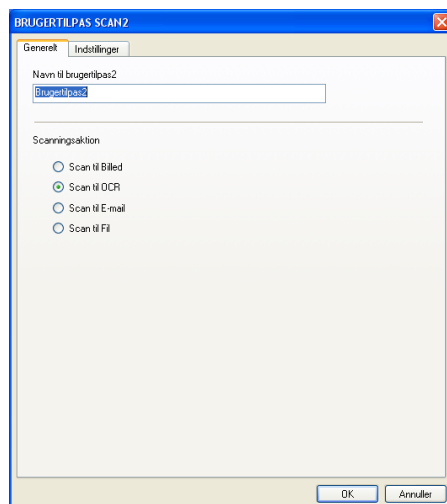 BRUGERTILPAS SCAN2
Generelt Indstillinger
Navn til brugertilpas2
Brugertilpas2
Scanningsaktion
Scan til Billed
Scan til OCR
Scan til E-mail
Scan til Fil
OK Annuller